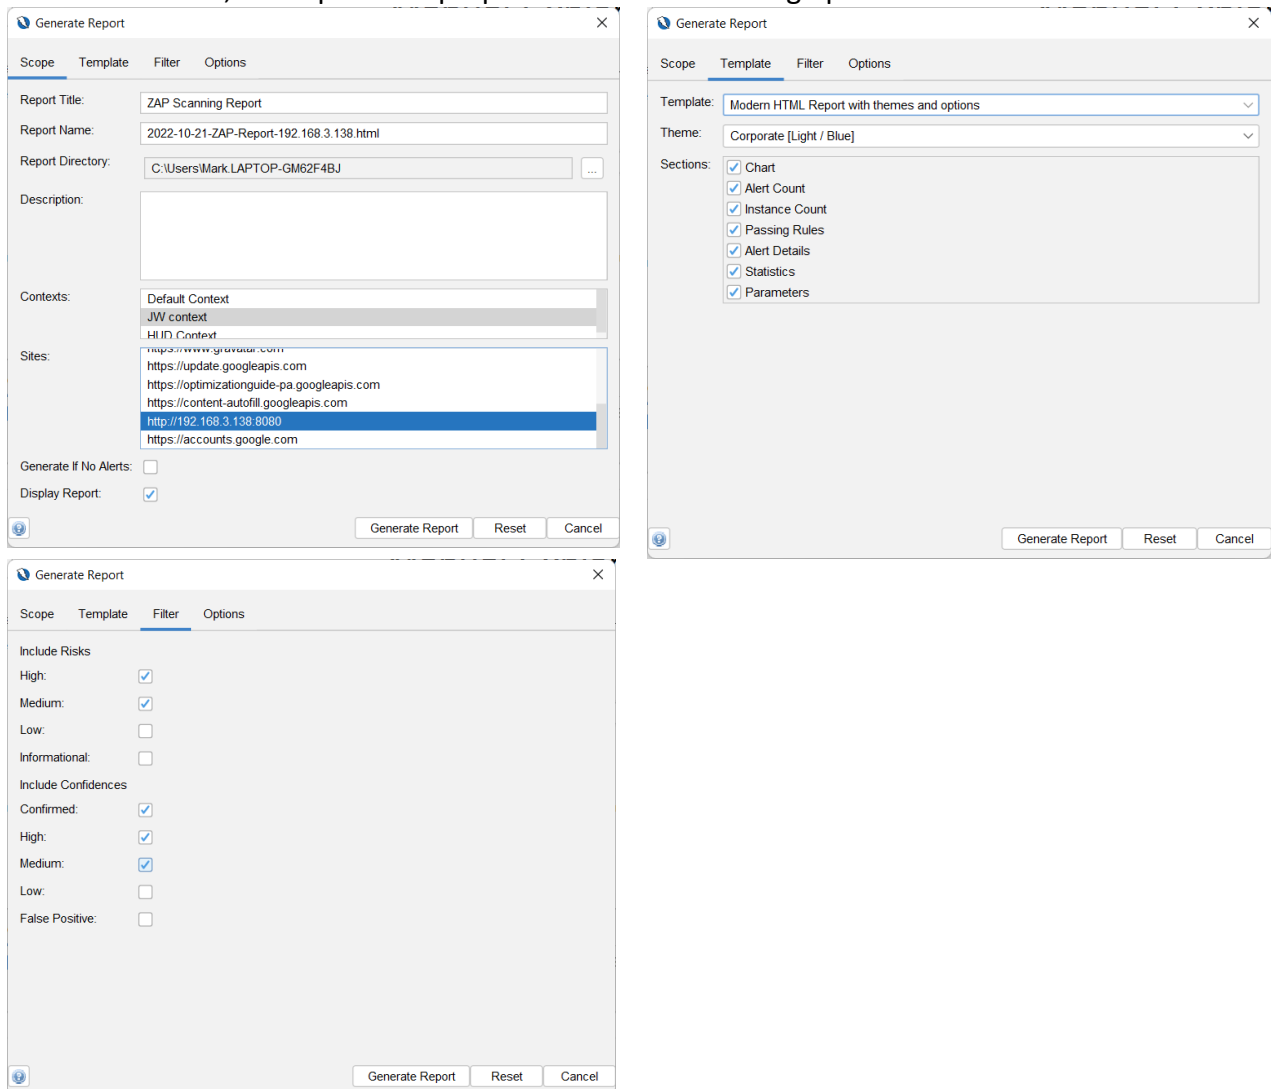 Generate Report
Scope Template Filter Options
Report Title: ZAP Scanning Report
Report Name: 2022-10-21-ZAP-Report-192.168.3.138.html
Report Directory: C:\Users\Mark.LAPTOP-GM62F4BJ ...
Description:
Contexts: Default Context
JW context
HUD Context
Sites: https://www.gravatar.com
https://update.googleapis.com
https://optimizationguide-pa.googleapis.com
https://content-autofill.googleapis.com
http://192.168.3.138:8080
https://accounts.google.com
Generate If No Alerts:
Display Report:
Generate Report Reset Cancel
Generate Report
Scope Template Filter Options
Template: Modern HTML Report with themes and options
Theme: Corporate [Light / Blue]
Sections: Chart
Alert Count
Instance Count
Passing Rules
Alert Details
Statistics
Parameters
Generate Report Reset Cancel
Generate Report
Scope Template Filter Options
Include Risks
High:
Medium:
Low:
Informational:
Include Confidences
Confirmed:
High:
Medium:
Low:
False Positive:
Generate Report Reset Cancel